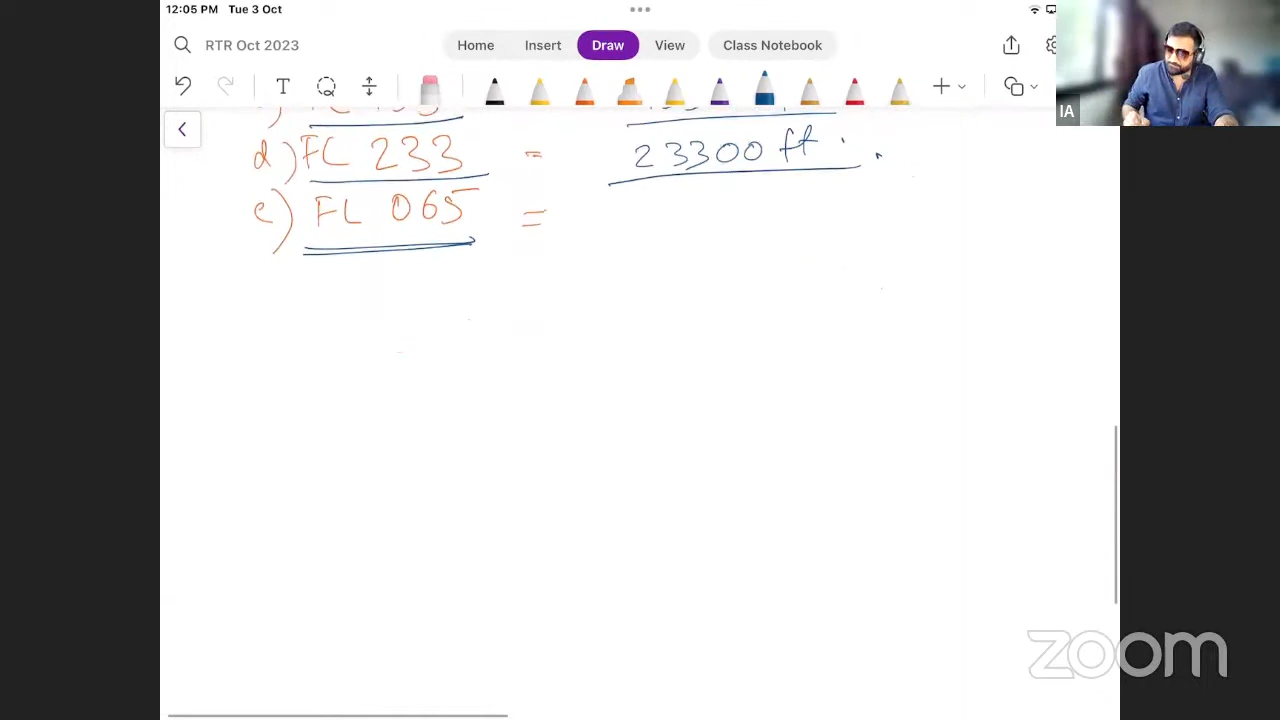 12:05 PM Tue 3 Oct
RTR Oct 2023
Home Insert Draw View Class Notebook
IA
d) FL 233 = 23300 ft.
e) FL 065 =
zoom